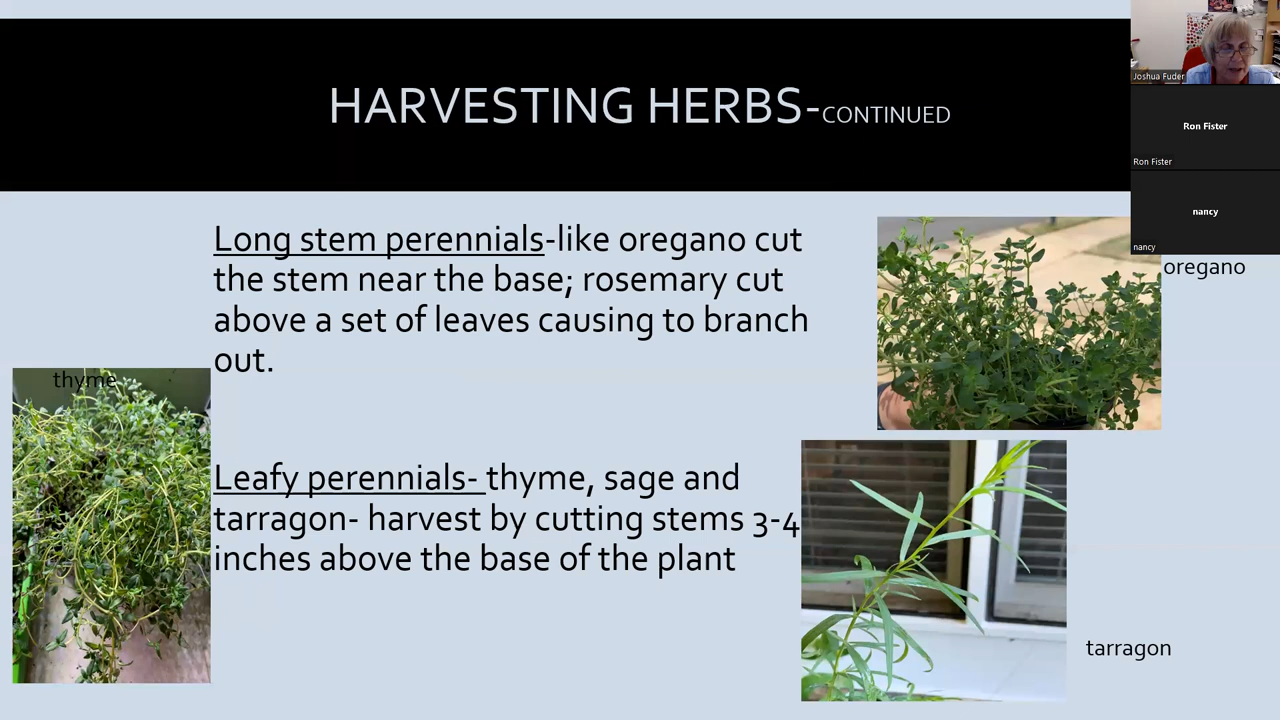 HARVESTING HERBS-CONTINUED
Long stem perennials-like oregano cut
the stem near the base; rosemary cut
above a set of leaves causing to branch
out.
thyme
Leafy perennials- thyme, sage and
tarragon- harvest by cutting stems 3-4
inches above the base of the plant
oregano
tarragon
Joshua Fuder
Ron Fister
Ron Fister
nancy
nancy